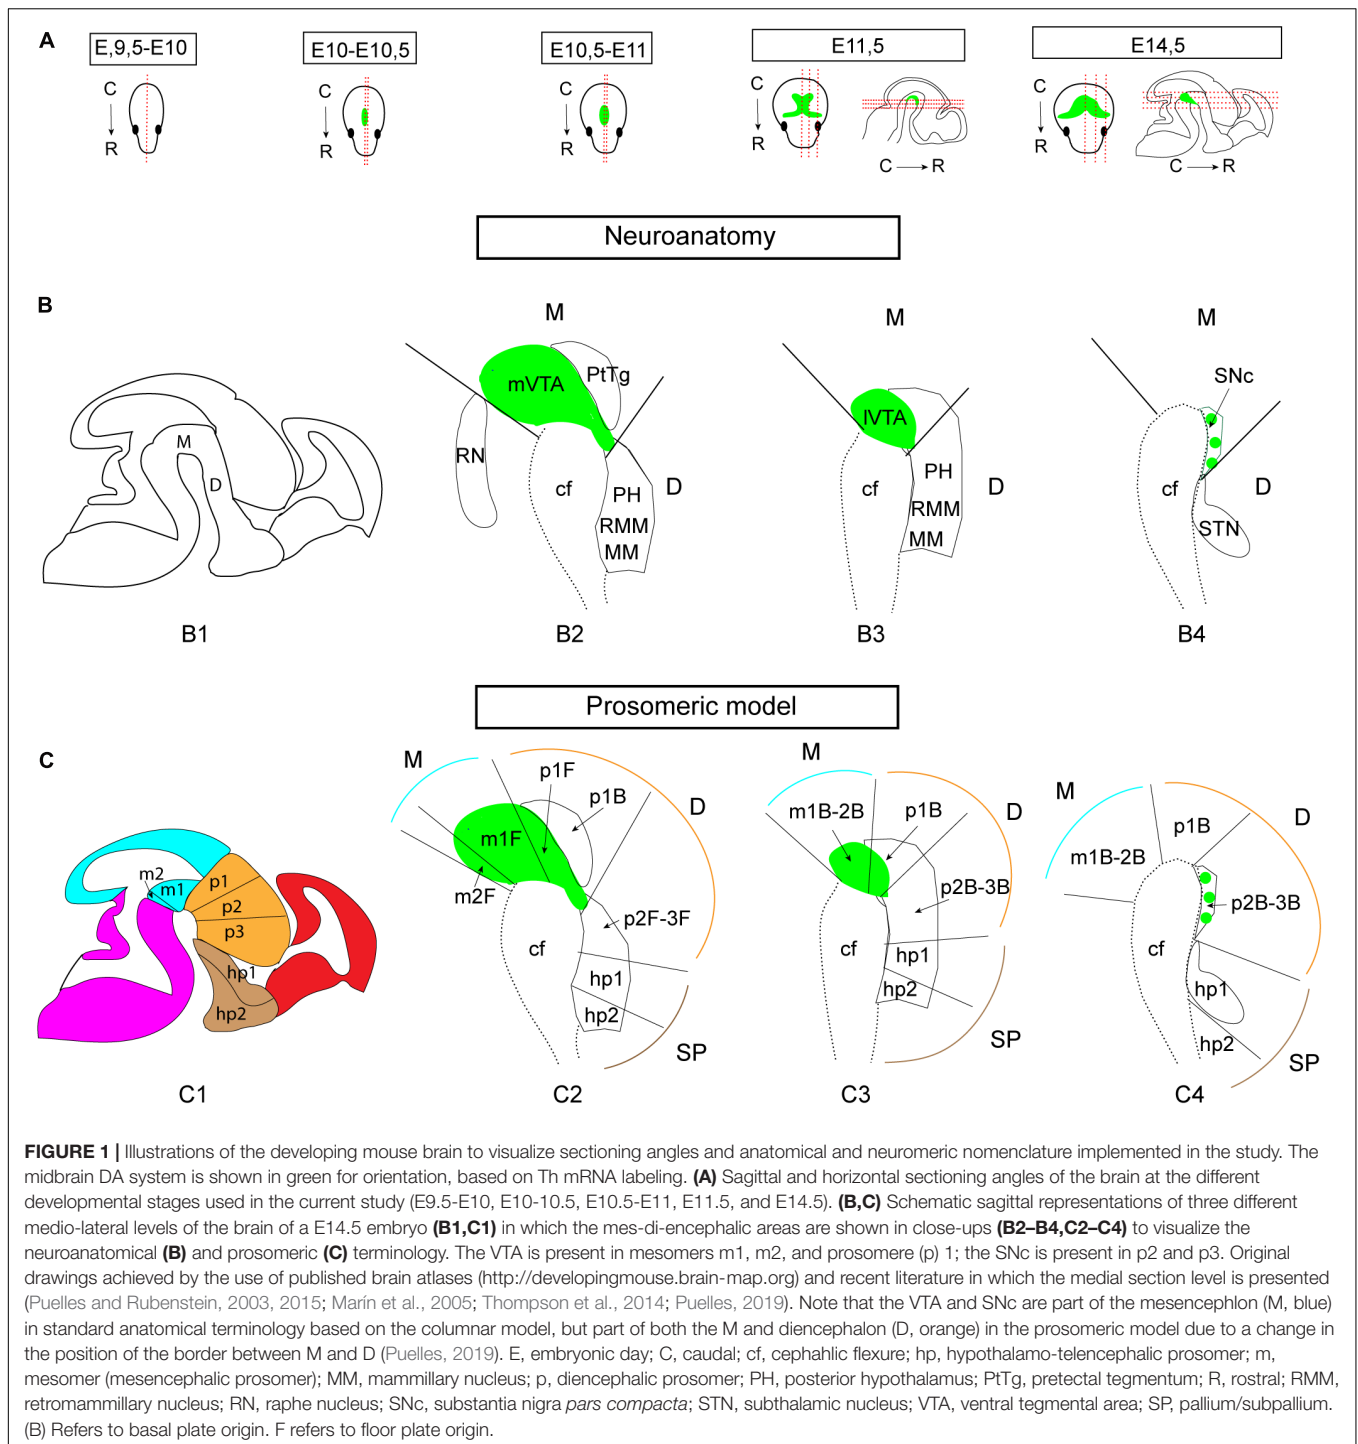 A
E,9,5-E10
E10-E10,5
E10,5-E11
E11,5
E14,5
C
R
C
R
C
R
C
R
C R
C
R
C R
Neuroanatomy
B
M
D
B1
M
mVTA
PtTg
RN
cf
PH
D
RMM
MM
B2
M
lVTA
cf
PH
D
RMM
MM
B3
M
SNc
cf
D
STN
B4
Prosomeric model
C
m2
m1
p1
p2
p3
hp1
hp2
C1
M
p1F
p1B
D
m1F
m2F
p2F-3F
cf
hp1
hp2
SP
C2
M
m1B-2B
p1B
D
p2B-3B
cf
hp1
hp2
SP
C3
M
p1B
D
m1B-2B
p2B-3B
cf
hp1
hp2
SP
C4
FIGURE 1 | Illustrations of the developing mouse brain to visualize sectioning angles and anatomical and neuromeric nomenclature implemented in the study. The
midbrain DA system is shown in green for orientation, based on Th mRNA labeling. (A) Sagittal and horizontal sectioning angles of the brain at the different
developmental stages used in the current study (E9.5-E10, E10-10.5, E10.5-E11, E11.5, and E14.5). (B,C) Schematic sagittal representations of three different
medio-lateral levels of the brain of a E14.5 embryo (B1,C1) in which the mes-di-encephalic areas are shown in close-ups (B2–B4,C2–C4) to visualize the
neuroanatomical (B) and prosomeric (C) terminology. The VTA is present in mesomers m1, m2, and prosomere (p) 1; the SNc is present in p2 and p3. Original
drawings achieved by the use of published brain atlases (http://developingmouse.brain-map.org) and recent literature in which the medial section level is presented
(Puelles and Rubenstein, 2003, 2015; Marín et al., 2005; Thompson et al., 2014; Puelles, 2019). Note that the VTA and SNc are part of the mesencephlon (M, blue)
in standard anatomical terminology based on the columnar model, but part of both the M and diencephalon (D, orange) in the prosomeric model due to a change in
the position of the border between M and D (Puelles, 2019). E, embryonic day; C, caudal; cf, cephahlic flexure; hp, hypothalamo-telencephalic prosomer; m,
mesomer (mesencephalic prosomer); MM, mammillary nucleus; p, diencephalic prosomer; PH, posterior hypothalamus; PtTg, pretectal tegmentum; R, rostral; RMM,
retromammillary nucleus; RN, raphe nucleus; SNc, substantia nigra pars compacta; STN, subthalamic nucleus; VTA, ventral tegmental area; SP, pallium/subpallium.
(B) Refers to basal plate origin. F refers to floor plate origin.